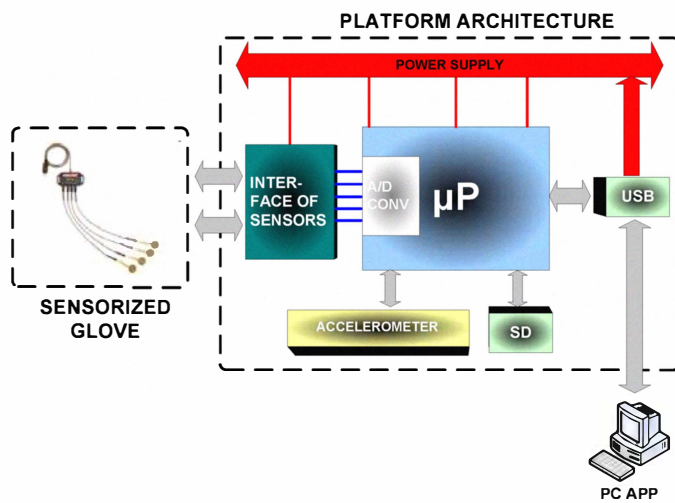 PLATFORM ARCHITECTURE
POWER SUPPLY
INTER-
FACE OF
SENSORS
A/D
CONV
µP
USB
SENSORIZED
GLOVE
ACCELEROMETER
SD
PC APP